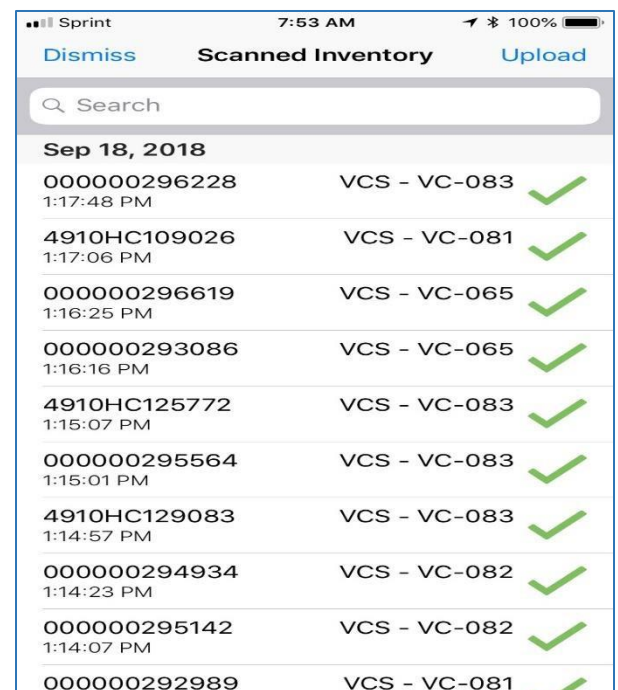 Sprint 7:53 AM 100%
Dismiss Scanned Inventory Upload
Search
Sep 18, 2018
000000296228 VCS - VC-083
1:17:48 PM
4910HC109026 VCS - VC-081
1:17:06 PM
000000296619 VCS - VC-065
1:16:25 PM
000000293086 VCS - VC-065
1:16:16 PM
4910HC125772 VCS - VC-083
1:15:07 PM
000000295564 VCS - VC-083
1:15:01 PM
4910HC129083 VCS - VC-083
1:14:57 PM
000000294934 VCS - VC-082
1:14:23 PM
000000295142 VCS - VC-082
1:14:07 PM
000000292989 VCS - VC-081